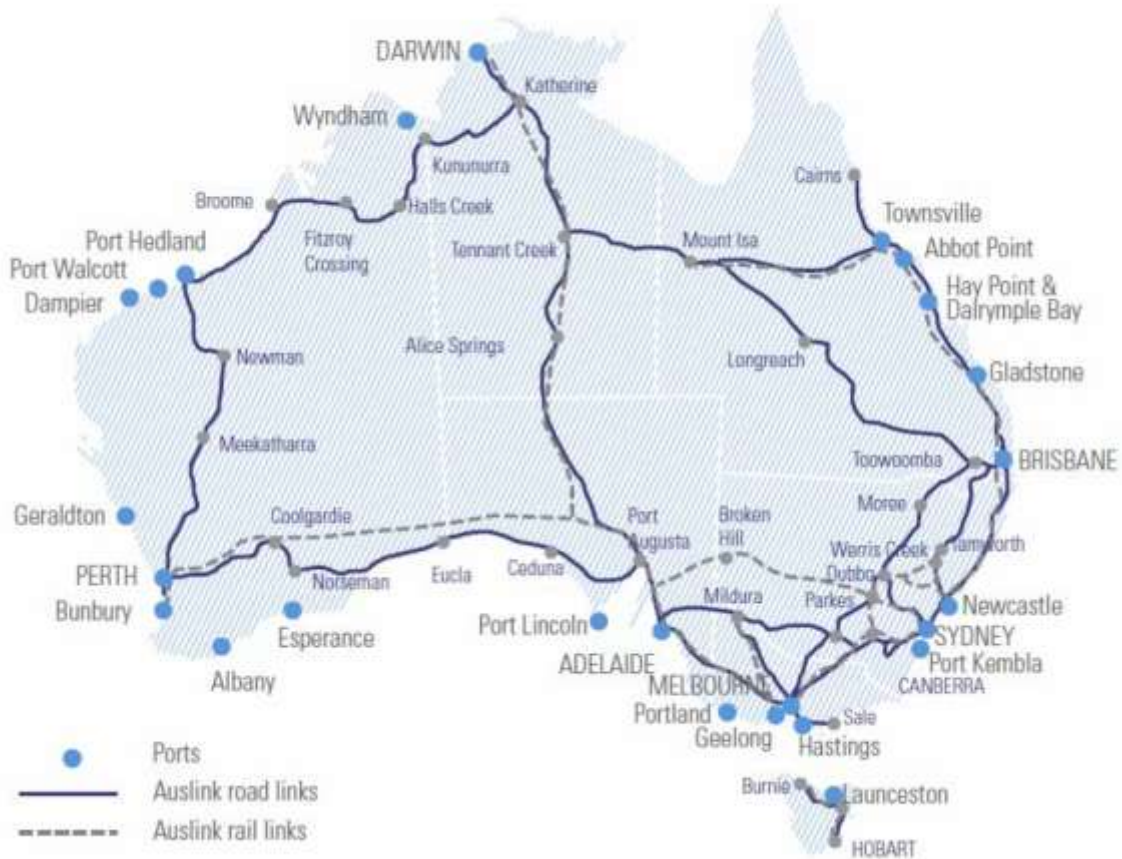 DARWIN
Katherine
Wyndham
Kununurra
Cairns
Broome
Halls Creek
Townsville
Fitzroy
Crossing
Port Hedland
Tennant Creek
Mount Isa
Abbot Point
Port Walcott
Dampier
Hay Point &
Dalrymple Bay
Newman
Alice Springs
Longreach
Gladstone
Meekatharra
Toowoomba
BRISBANE
Geraldton
Coolgardie
Port
Augusta
Broken
Hill
Moree
Werris Creek
Tamworth
PERTH
Norseman
Eucla
Ceduna
Dubbo
Mildura
Parkes
Newcastle
Bunbury
Esperance
Port Lincoln
SYDNEY
ADELAIDE
Port Kembla
Albany
MELBOURNE
CANBERRA
Portland
Sale
Geelong
Hastings
Ports
Auslink road links
Auslink rail links
Burnie
Launceston
HOBART